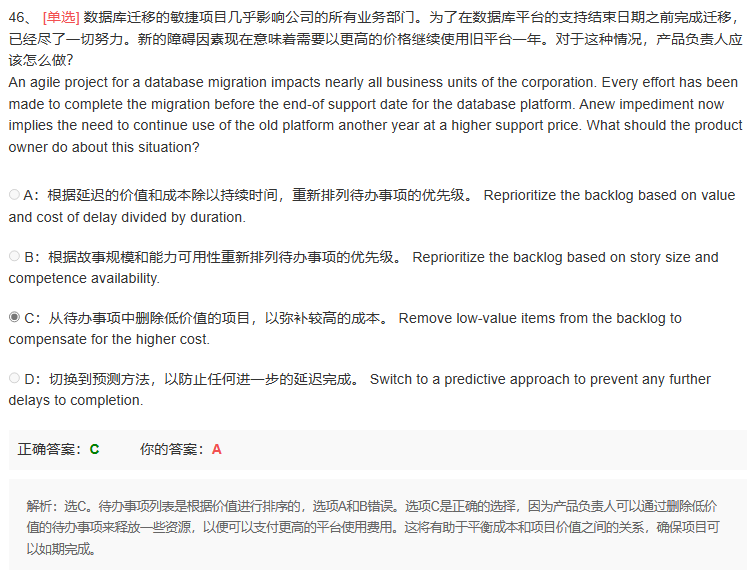 46、 [单选] 数据库迁移的敏捷项目几乎影响公司的所有业务部门。为了在数据库平台的支持结束日期之前完成迁移，
已经尽了一切努力。新的障碍因素现在意味着需要以更高的价格继续使用旧平台一年。对于这种情况，产品负责人应
该怎么做?
An agile project for a database migration impacts nearly all business units of the corporation. Every effort has been
made to complete the migration before the end-of support date for the database platform. Anew impediment now
implies the need to continue use of the old platform another year at a higher support price. What should the product
owner do about this situation?
A：根据延迟的价值和成本除以持续时间，重新排列待办事项的优先级。 Reprioritize the backlog based on value
and cost of delay divided by duration.
B：根据故事规模和能力可用性重新排列待办事项的优先级。 Reprioritize the backlog based on story size and
competence availability.
C：从待办事项中删除低价值的项目，以弥补较高的成本。 Remove low-value items from the backlog to
compensate for the higher cost.
D：切换到预测方法，以防止任何进一步的延迟完成。 Switch to a predictive approach to prevent any further
delays to completion.
正确答案：C 你的答案：A
解析：选C。待办事项列表是根据价值进行排序的，选项A和B错误。选项C是正确的选择，因为产品负责人可以通过删除低价
值的待办事项来释放一些资源，以便可以支付更高的平台使用费用。这将有助于平衡成本和项目价值之间的关系，确保项目可
以如期完成。